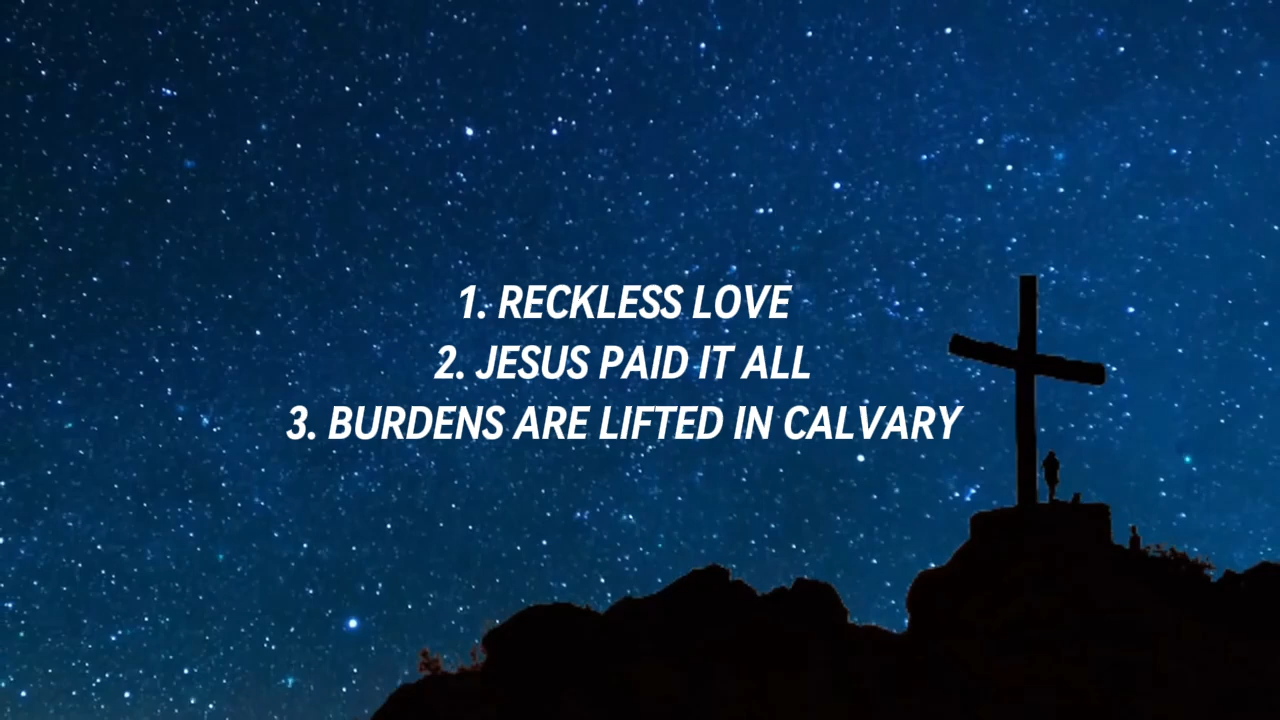 1. RECKLESS LOVE
2. JESUS PAID IT ALL
3. BURDENS ARE LIFTED IN CALVARY